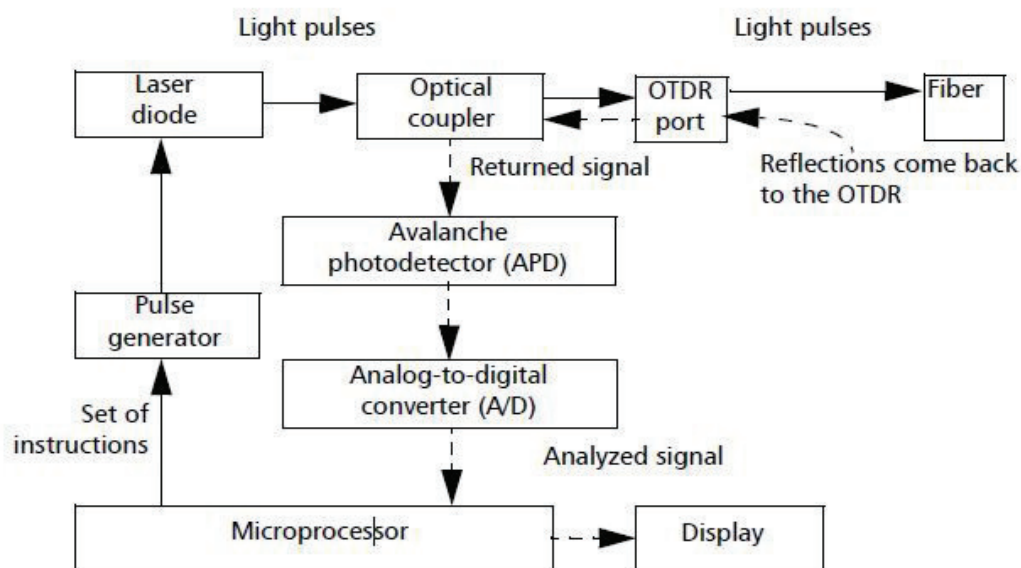 Light pulses
Light pulses
Laser
diode
Optical
coupler
OTDR
port
Fiber
Returned signal
Reflections come back
to the OTDR
Avalanche
photodetector (APD)
Pulse
generator
Analog-to-digital
converter (A/D)
Set of
instructions
Analyzed signal
Microprocessor
Display